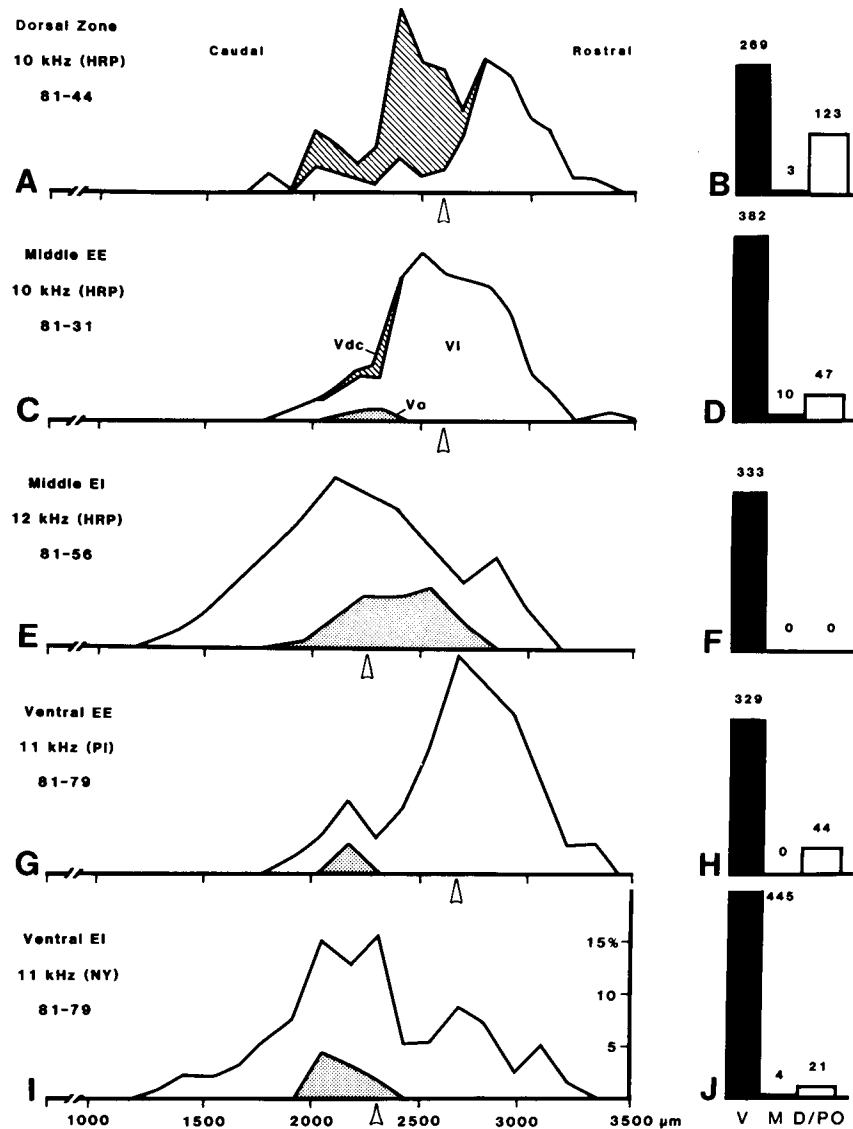 Dorsal Zone
10 kHz (HRP)
81-44
Caudal
Rostral
A
269
3
123
B
Middle EE
10 kHz (HRP)
81-31
Vdc
Vl
Vo
C
382
10
47
D
Middle EI
12 kHz (HRP)
81-56
E
333
0
0
F
Ventral EE
11 kHz (PI)
81-79
G
329
0
44
H
Ventral EI
11 kHz (NY)
81-79
15%
10
5
I
445
4
21
J
1000 1500 2000 2500 3000 3500 μm
V M D/PO